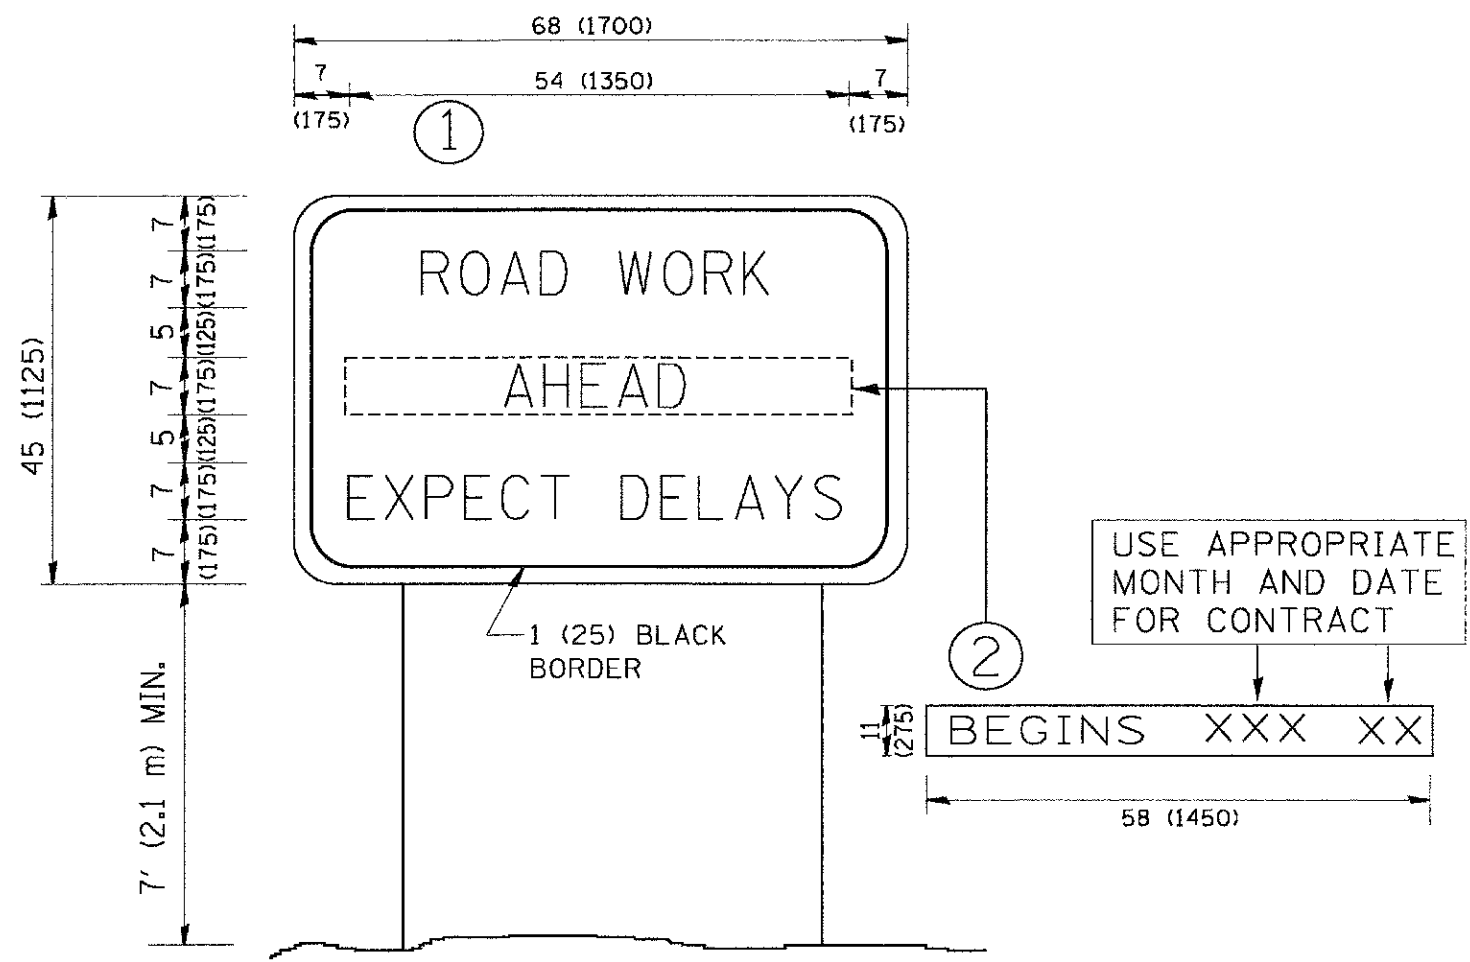 68 (1700)
7 54 (1350) 7
(175) (175)
1
7 (175)
7 (175)
5 (125)
7 (175)
5 (125)
7 (175)
7 (175)
45 (1125)
ROAD WORK
AHEAD
EXPECT DELAYS
1 (25) BLACK
BORDER
7' (2.1 m) MIN.
2
USE APPROPRIATE
MONTH AND DATE
FOR CONTRACT
11
(275)
BEGINS XXX XX
58 (1450)